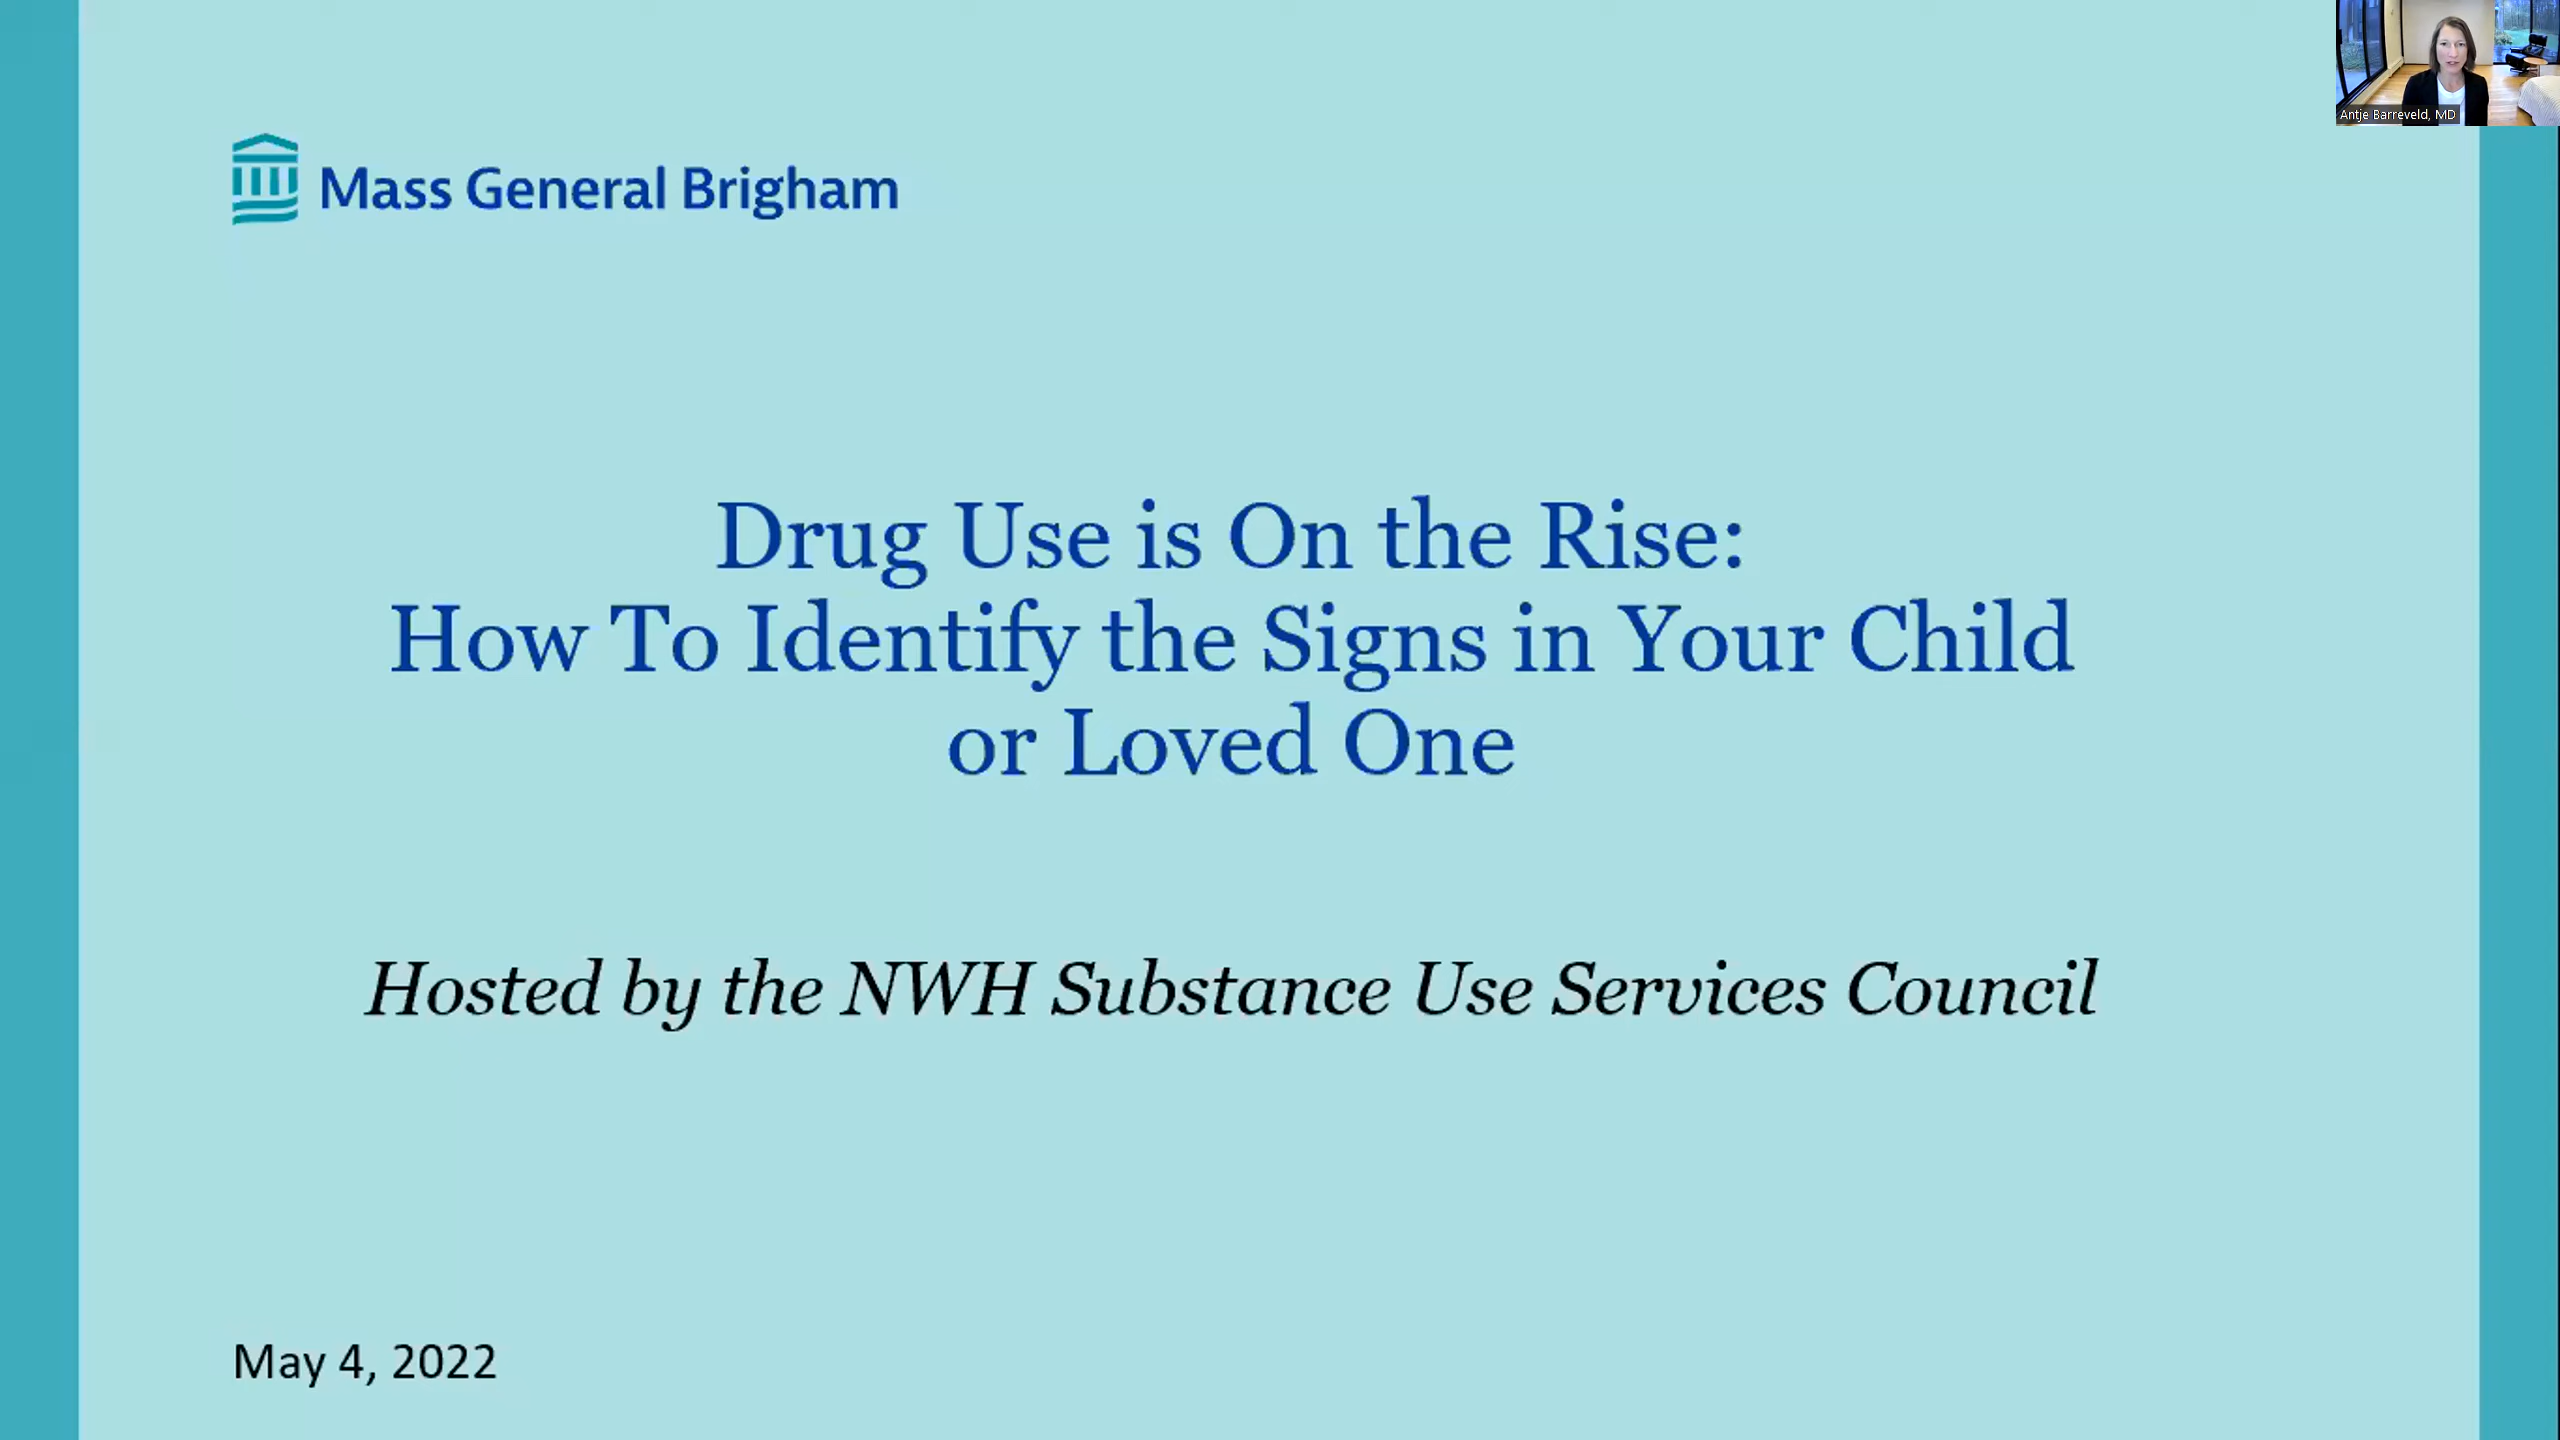 Antje Barreveld, MD
Mass General Brigham
Drug Use is On the Rise:
How To Identify the Signs in Your Child
or Loved One
Hosted by the NWH Substance Use Services Council
May 4, 2022